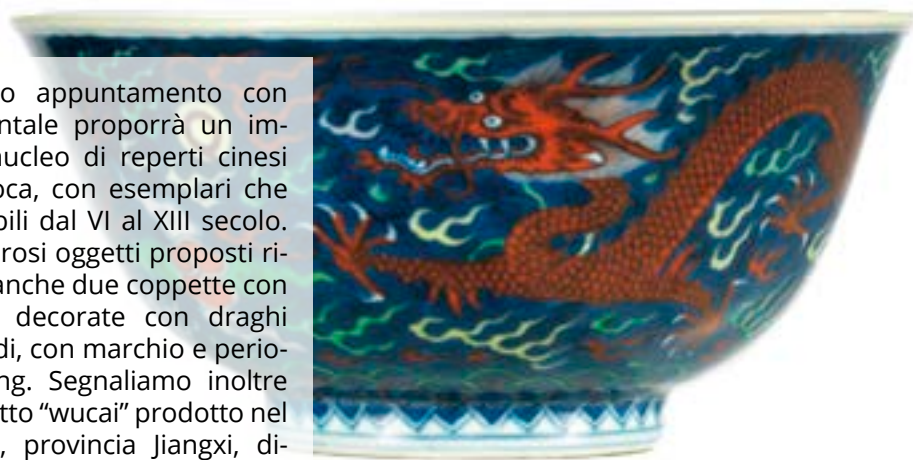 o appuntamento con
ntale proporrà un im-
nucleo di reperti cinesi
oca, con esemplari che
bili dal VI al XIII secolo.
rosi oggetti proposti ri-
anche due coppette con
decorate con draghi
di, con marchio e perio-
ng. Segnaliamo inoltre
tto “wucai” prodotto nel
, provincia Jiangxi, di-